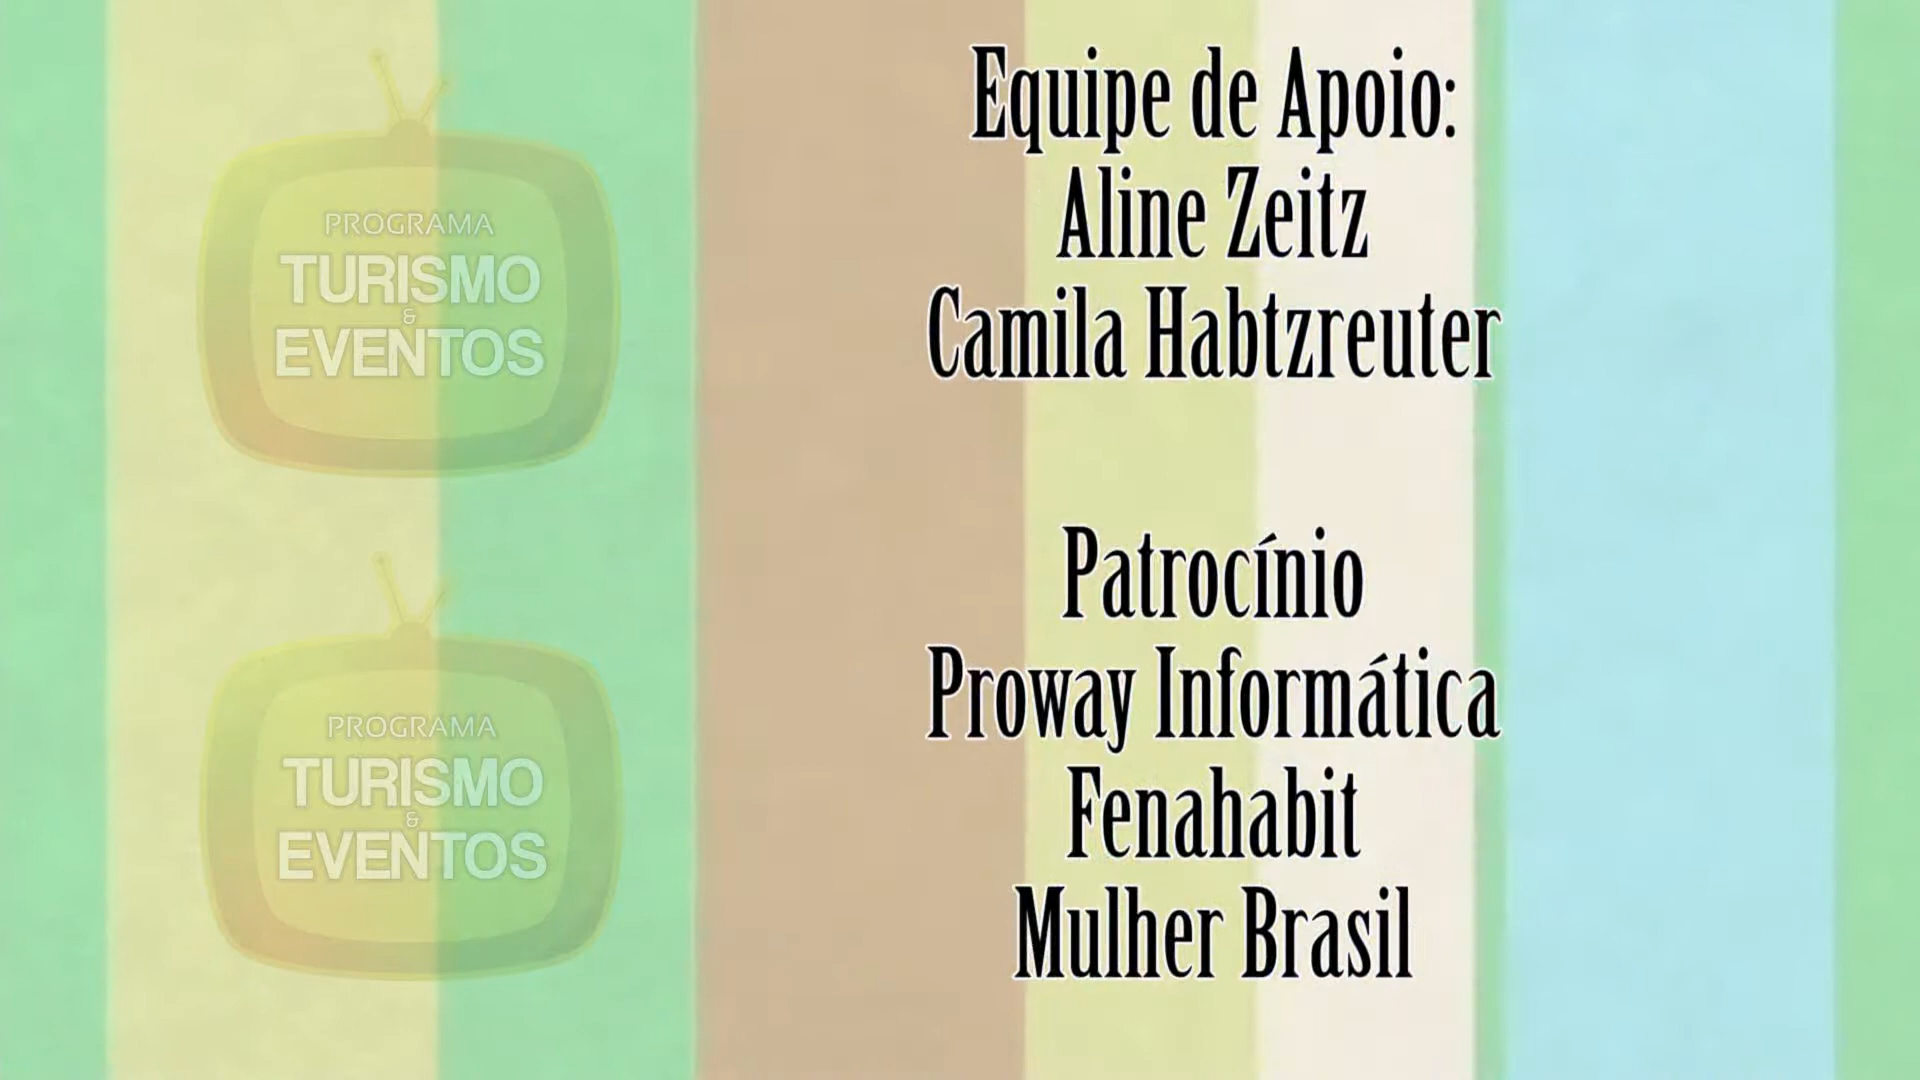 PROGRAMA
TURISMO
&
EVENTOS
PROGRAMA
TURISMO
&
EVENTOS
Equipe de Apoio:
Aline Zeitz
Camila Habtzreuter
Patrocínio
Proway Informática
Fenahabit
Mulher Brasil